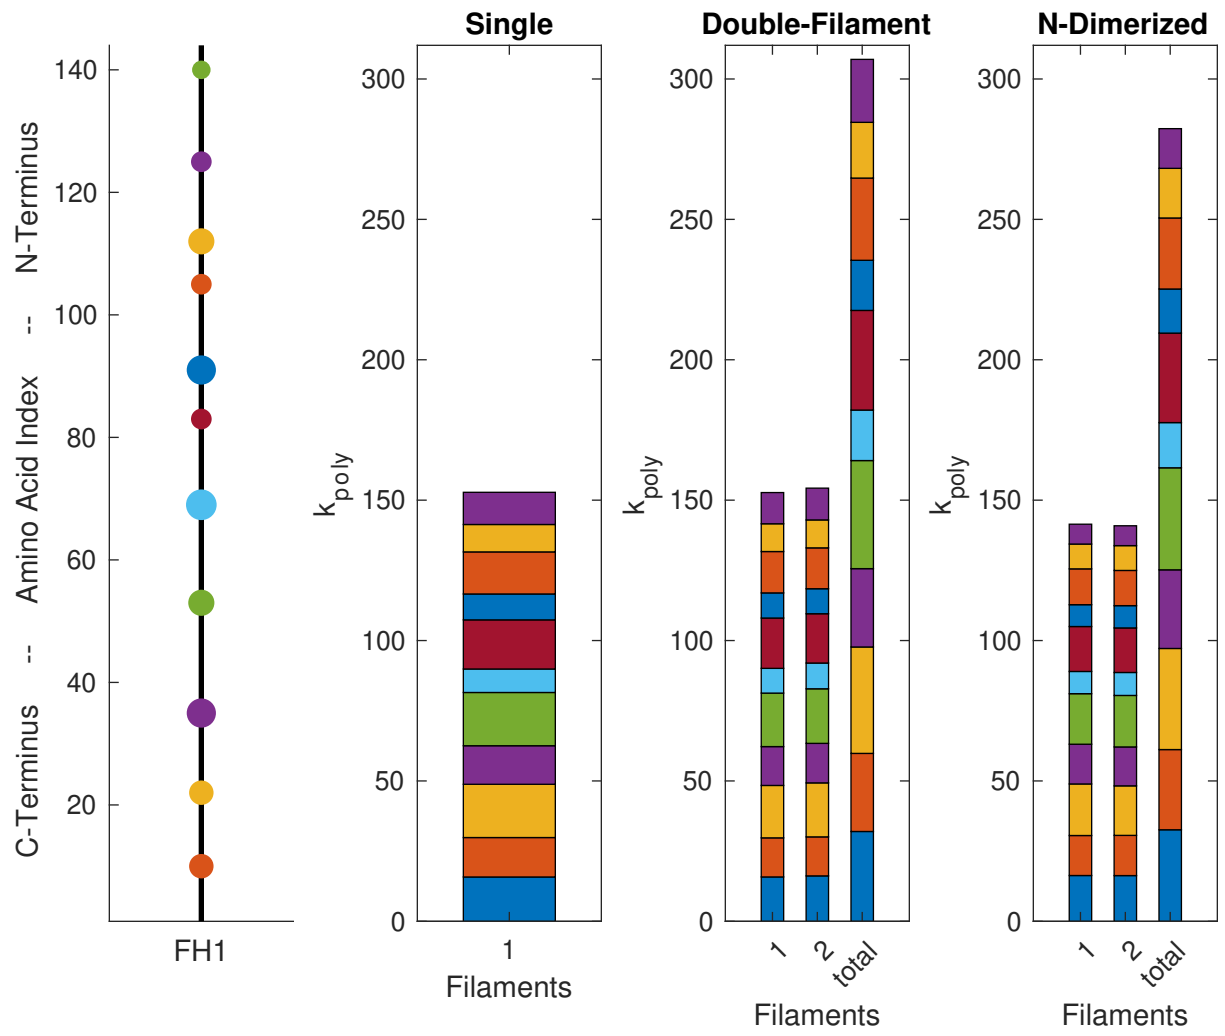 C-Terminus -- Amino Acid Index -- N-Terminus
140
120
100
80
60
40
20
FH1
Single
k_poly
300
250
200
150
100
50
0
1
Filaments
Double-Filament
k_poly
300
250
200
150
100
50
0
1
2
total
Filaments
N-Dimerized
k_poly
300
250
200
150
100
50
0
1
2
total
Filaments